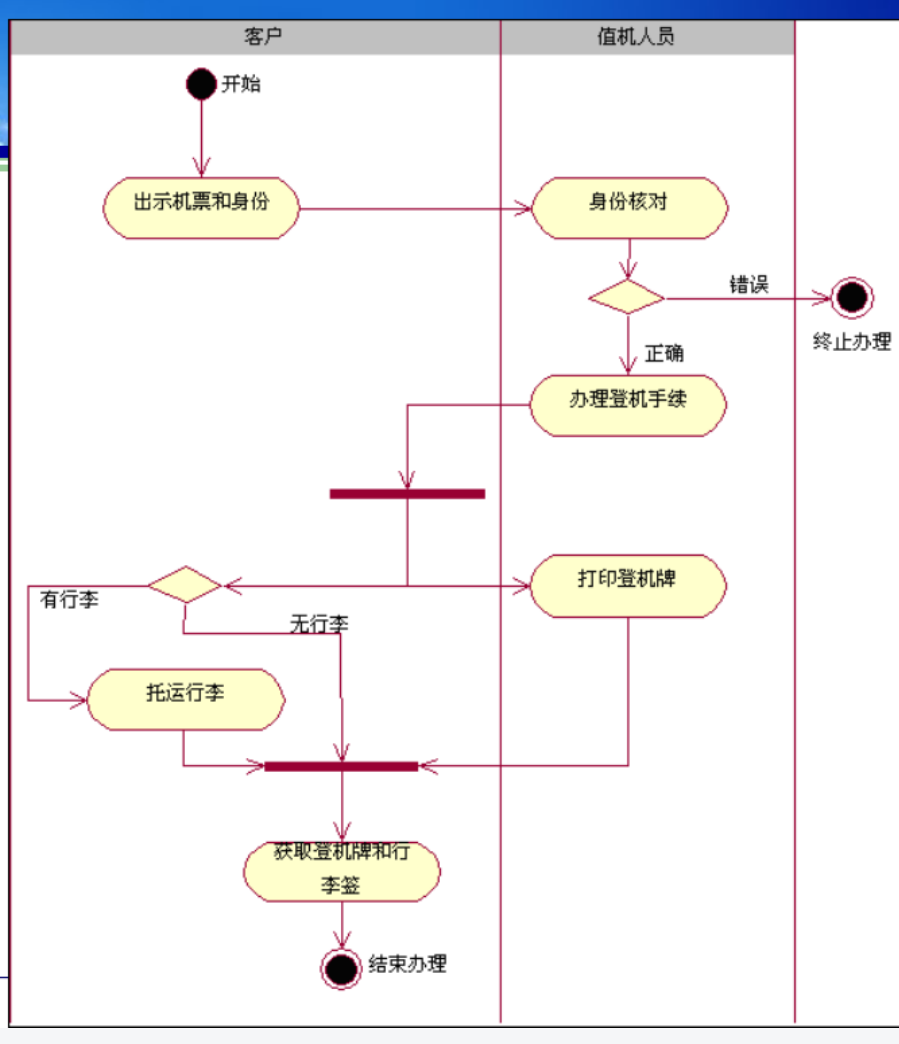 客户
值机人员
开始
出示机票和身份
身份核对
错误
终止办理
正确
办理登机手续
打印登机牌
有行李
无行李
托运行李
获取登机牌和行
李签
结束办理